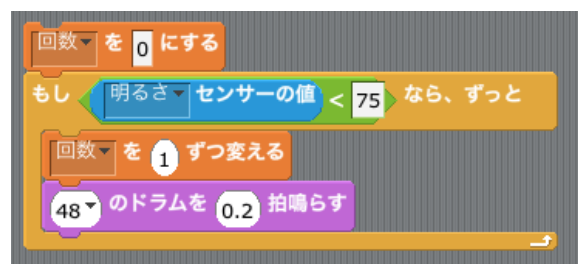 回数 を 0 にする
もし 明るさ センサーの値 < 75 なら、ずっと
回数 を 1 ずつ変える
48 のドラムを 0.2 拍鳴らす